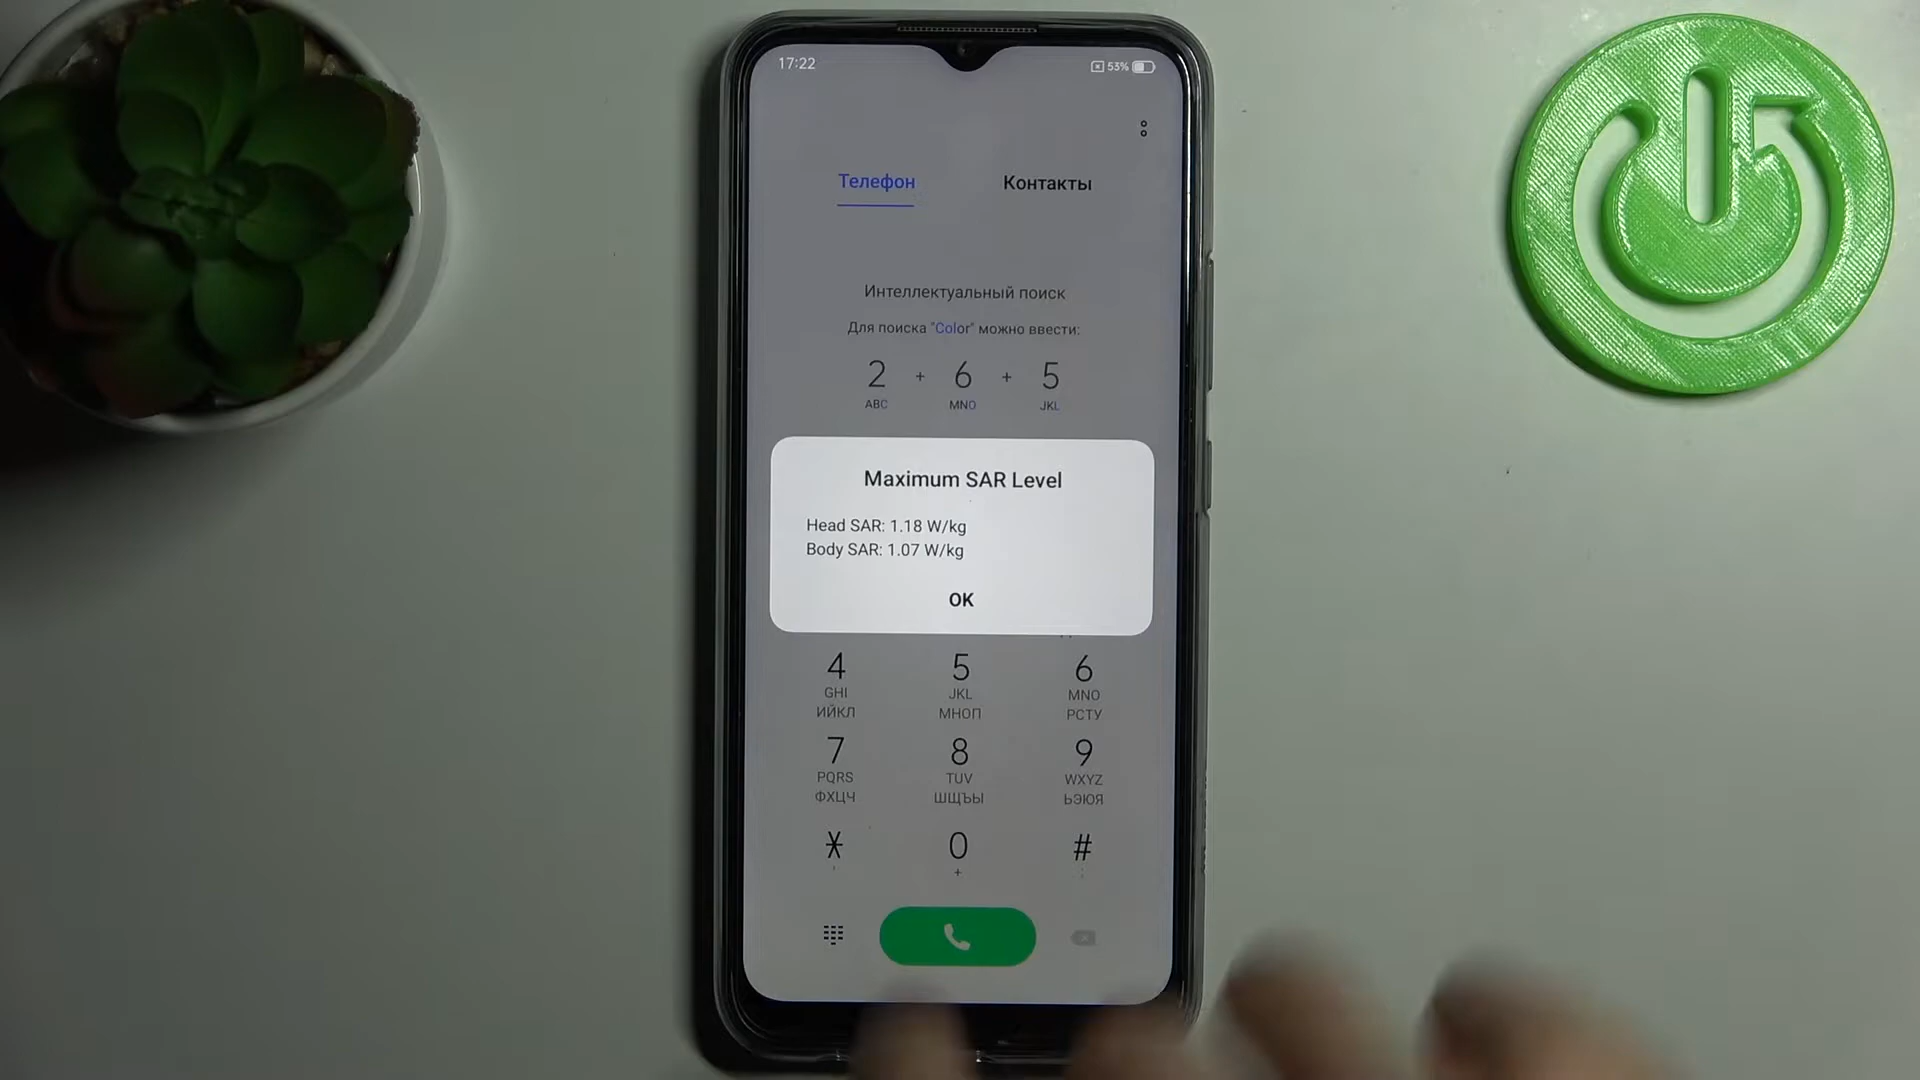 17:22
53%
Телефон
Контакты
Интеллектуальный поиск
Для поиска "Color" можно ввести:
2 + 6 + 5
ABC MNO JKL
Maximum SAR Level
Head SAR: 1.18 W/kg
Body SAR: 1.07 W/kg
OK
4 5 6
GHI JKL MNO
ИЙКЛ МНОП РСТУ
7 8 9
PQRS TUV WXYZ
ФХЦЧ ШЩЪЫ ЬЭЮЯ
* 0 #
, + ;